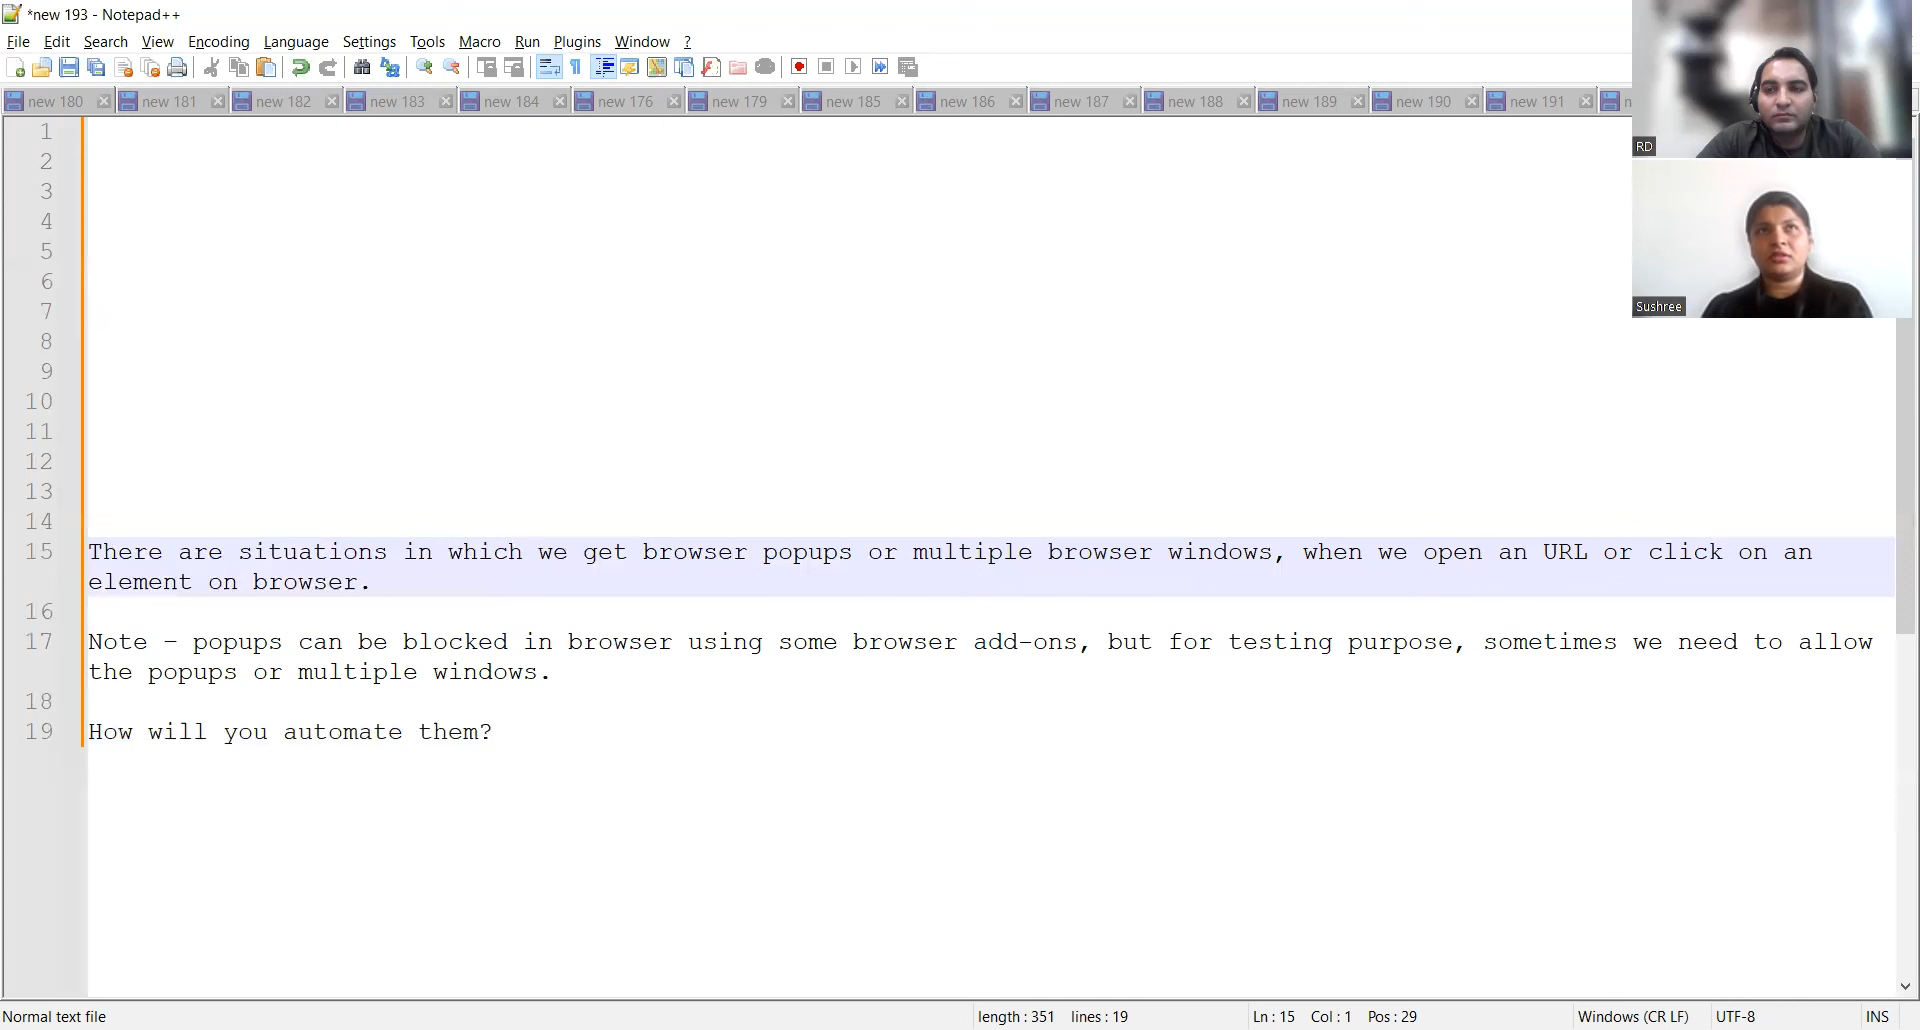 *new 193 - Notepad++
File Edit Search View Encoding Language Settings Tools Macro Run Plugins Window ?
new 180 new 181 new 182 new 183 new 184 new 176 new 179 new 185 new 186 new 187 new 188 new 189 new 190 new 191
RD
Sushree
1
2
3
4
5
6
7
8
9
10
11
12
13
14
15 There are situations in which we get browser popups or multiple browser windows, when we open an URL or click on an
element on browser.
16
17 Note - popups can be blocked in browser using some browser add-ons, but for testing purpose, sometimes we need to allow
the popups or multiple windows.
18
19 How will you automate them?
Normal text file length : 351 lines : 19 Ln : 15 Col : 1 Pos : 29 Windows (CR LF) UTF-8 INS